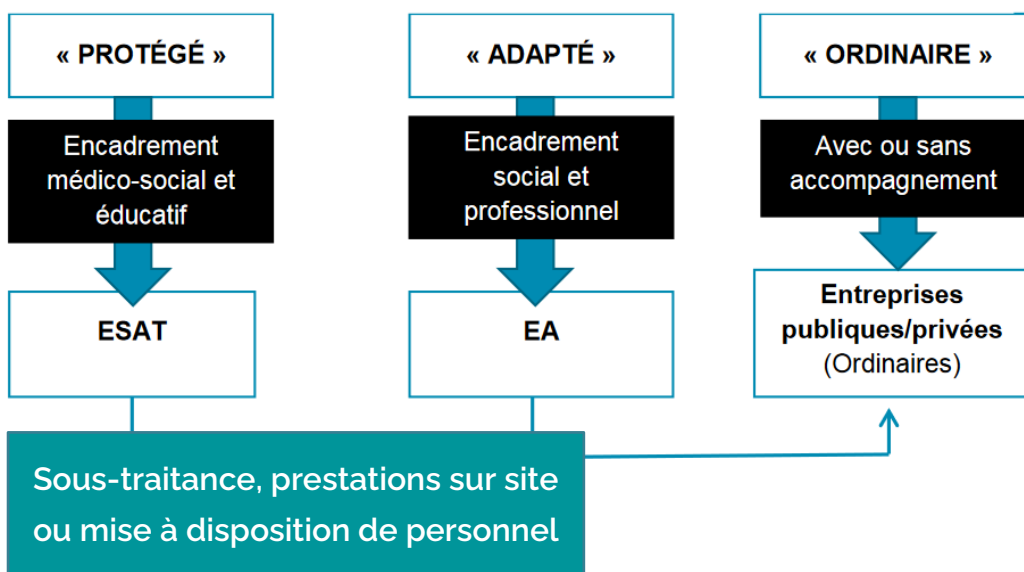 « PROTÉGÉ »
Encadrement
médico-social et
éducatif
ESAT
« ADAPTÉ »
Encadrement
social et
professionnel
EA
« ORDINAIRE »
Avec ou sans
accompagnement
Entreprises
publiques/privées
(Ordinaires)
Sous-traitance, prestations sur site
ou mise à disposition de personnel